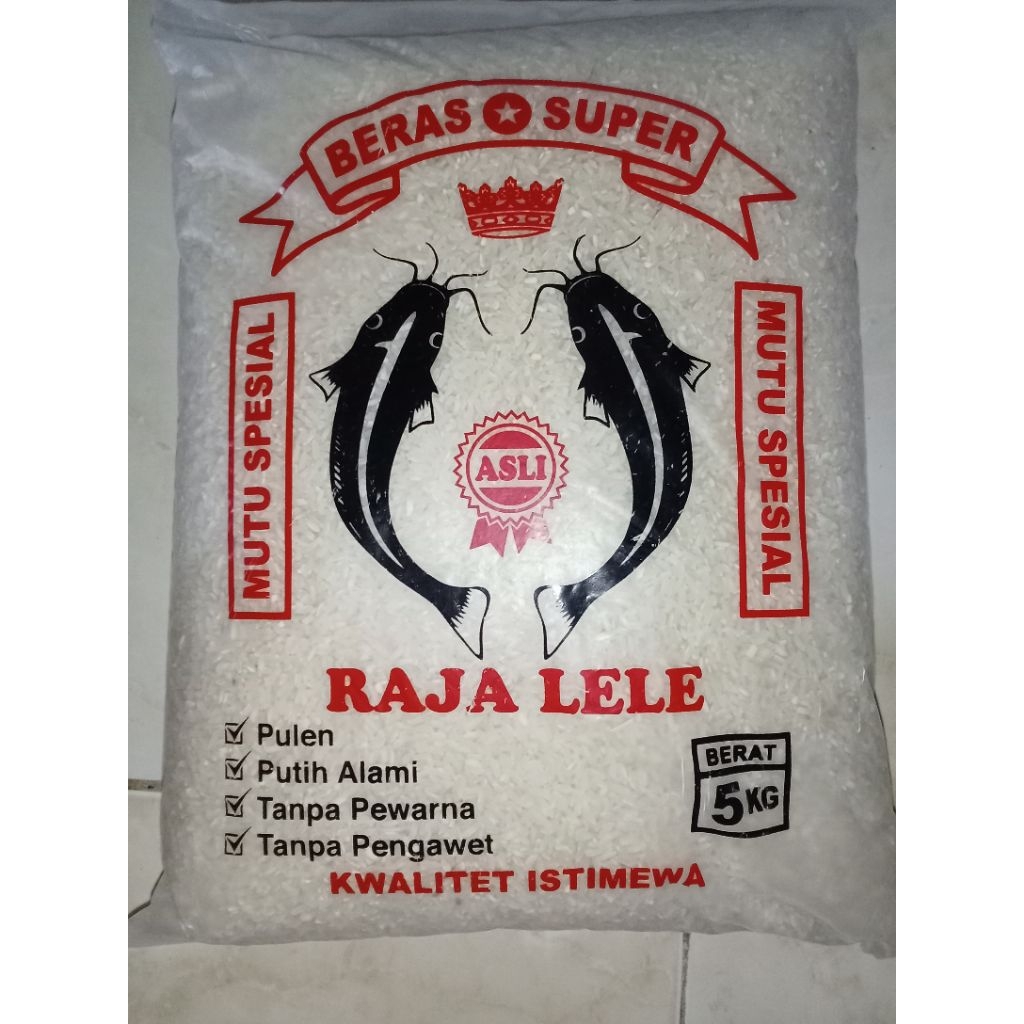 BERAS SUPER
MUTU SPESIAL
MUTU SPESIAL
ASLI
RAJA LELE
Pulen
Putih Alami
Tanpa Pewarna
Tanpa Pengawet
BERAT
5KG
KWALITET ISTIMEWA